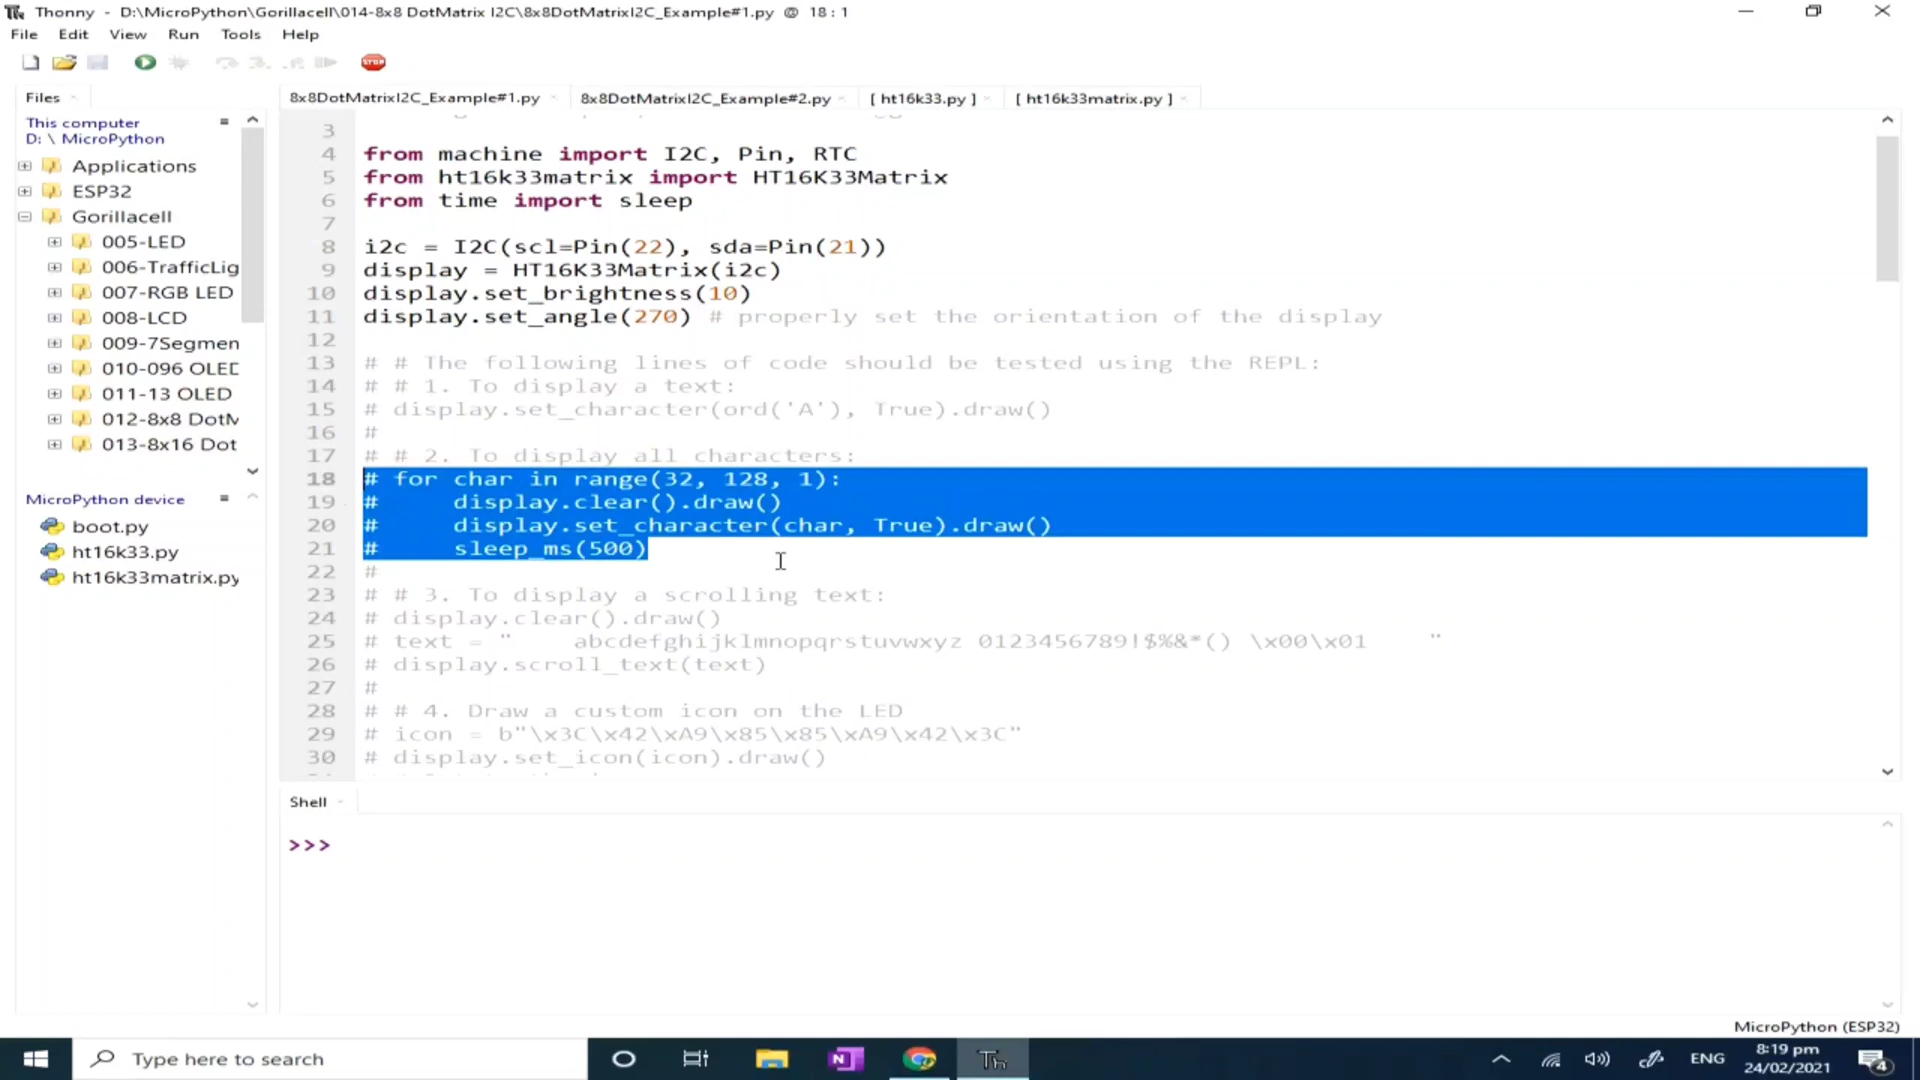 Thonny - D:\MicroPython\Gorillacell\014-8x8 DotMatrix I2C\8x8DotMatrixI2C_Example#1.py @ 18 : 1
File Edit View Run Tools Help
STOP
Files
8x8DotMatrixI2C_Example#1.py
8x8DotMatrixI2C_Example#2.py
[ ht16k33.py ]
[ ht16k33matrix.py ]
This computer
D: \ MicroPython
Applications
ESP32
Gorillacell
005-LED
006-TrafficLig
007-RGB LED
008-LCD
009-7Segmen
010-096 OLED
011-13 OLED
012-8x8 DotM
013-8x16 Dot
MicroPython device
boot.py
ht16k33.py
ht16k33matrix.py
3
4 from machine import I2C, Pin, RTC
5 from ht16k33matrix import HT16K33Matrix
6 from time import sleep
7
8 i2c = I2C(scl=Pin(22), sda=Pin(21))
9 display = HT16K33Matrix(i2c)
10 display.set_brightness(10)
11 display.set_angle(270) # properly set the orientation of the display
12
13 # # The following lines of code should be tested using the REPL:
14 # # 1. To display a text:
15 # display.set_character(ord('A'), True).draw()
16 #
17 # # 2. To display all characters:
18 # for char in range(32, 128, 1):
19 #     display.clear().draw()
20 #     display.set_character(char, True).draw()
21 #     sleep_ms(500)
22 #
23 # # 3. To display a scrolling text:
24 # display.clear().draw()
25 # text = "    abcdefghijklmnopqrstuvwxyz 0123456789!$%&*() \x00\x01    "
26 # display.scroll_text(text)
27 #
28 # # 4. Draw a custom icon on the LED
29 # icon = b"\x3C\x42\xA9\x85\x85\xA9\x42\x3C"
30 # display.set_icon(icon).draw()
Shell
>>>
MicroPython (ESP32)
Type here to search
ENG
8:19 pm
24/02/2021
4